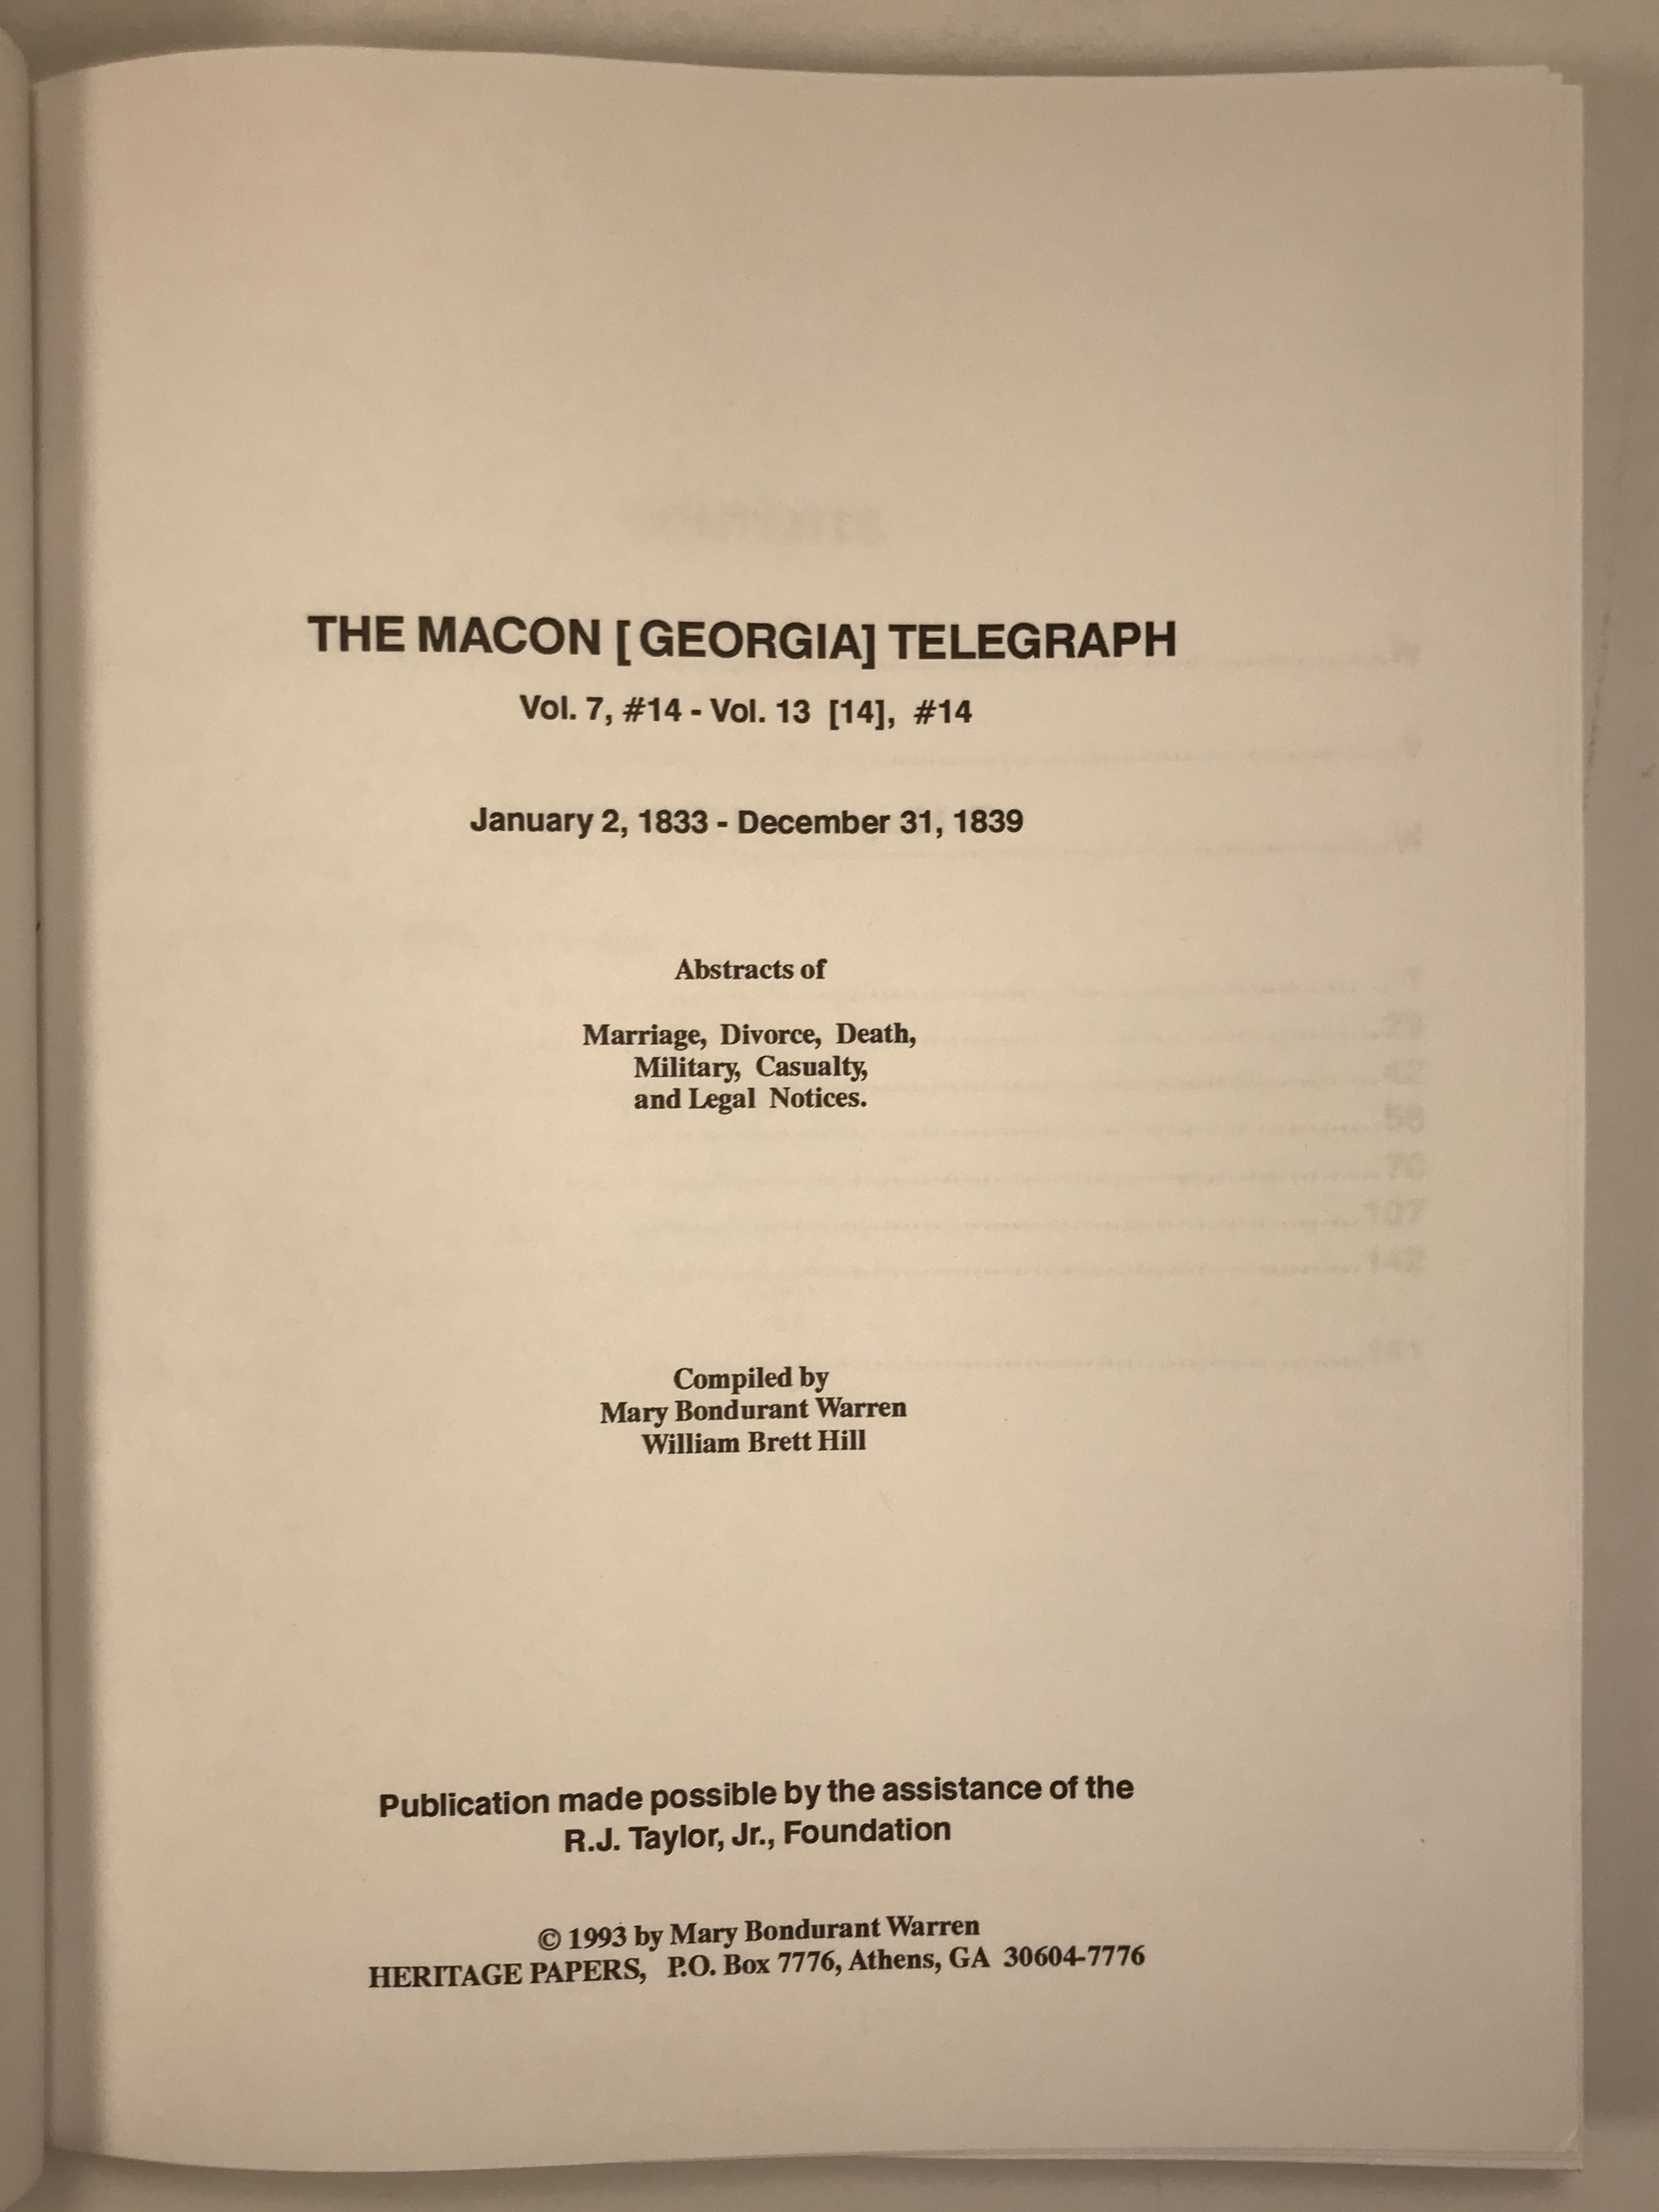 THE MACON [GEORGIA] TELEGRAPH
Vol. 7, #14 - Vol. 13 [14], #14
January 2, 1833 - December 31, 1839
Abstracts of
Marriage, Divorce, Death,
Military, Casualty,
and Legal Notices.
Compiled by
Mary Bondurant Warren
William Brett Hill
Publication made possible by the assistance of the
R.J. Taylor, Jr., Foundation
© 1993 by Mary Bondurant Warren
HERITAGE PAPERS, P.O. Box 7776, Athens, GA 30604-7776